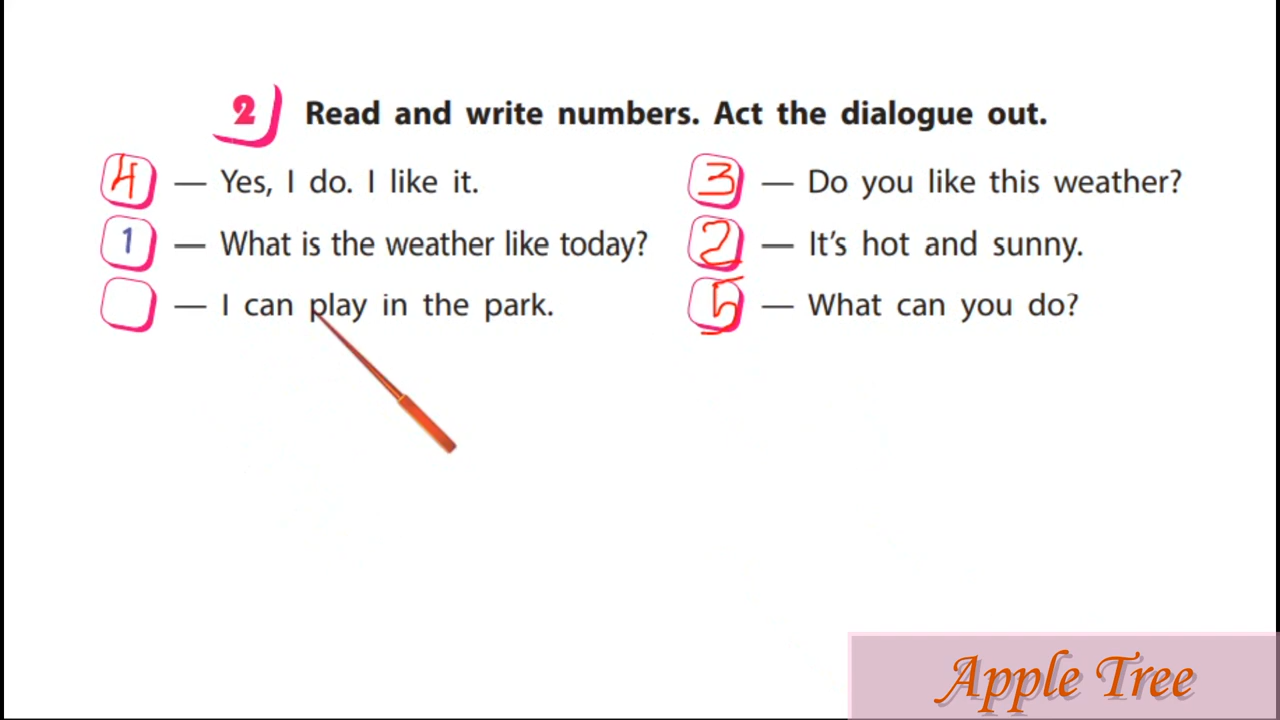 2 Read and write numbers. Act the dialogue out.
4 — Yes, I do. I like it.
1 — What is the weather like today?
— I can play in the park.
3 — Do you like this weather?
2 — It's hot and sunny.
5 — What can you do?
Apple Tree